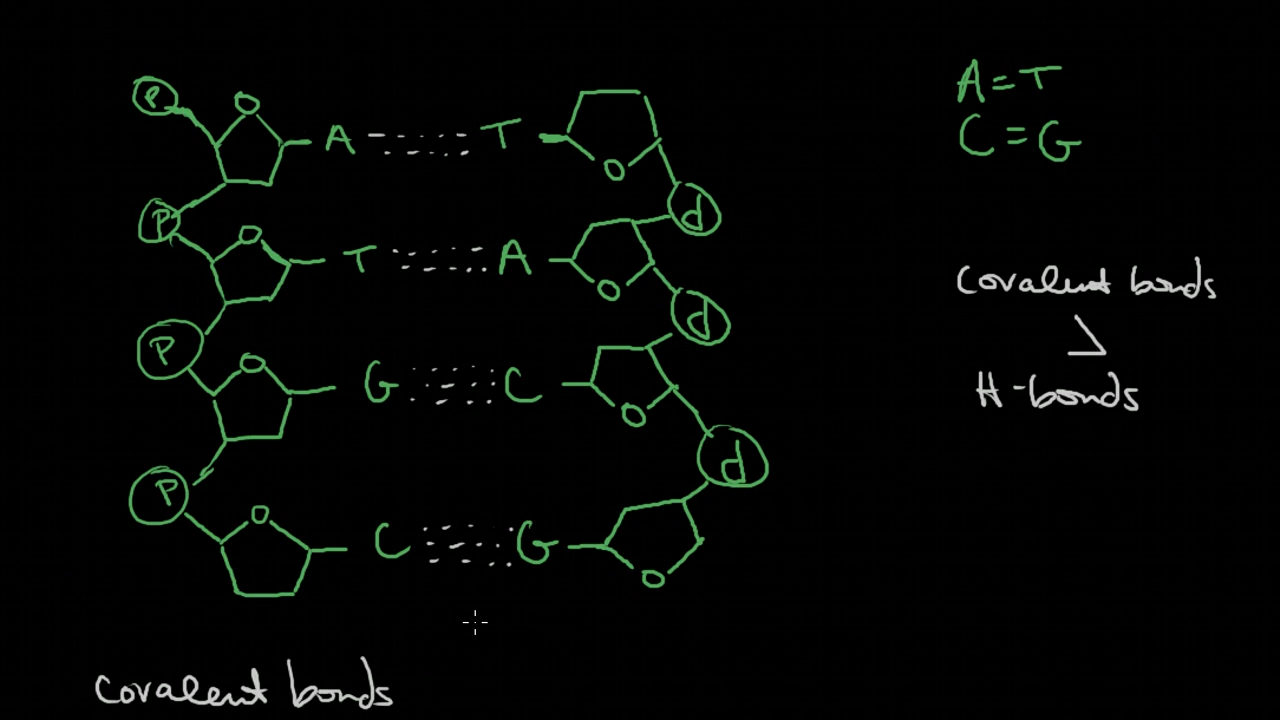 P
O
A T
O
A=T
C=G
P
d
O
T A
O
covalent bonds
>
H-bonds
P
d
O
G C
O
P
d
O
C G
O
covalent bonds